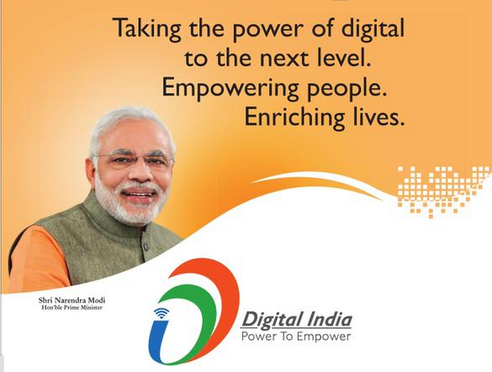 Taking the power of digital
to the next level.
Empowering people.
Enriching lives.
Shri Narendra Modi
Hon'ble Prime Minister
Digital India
Power To Empower